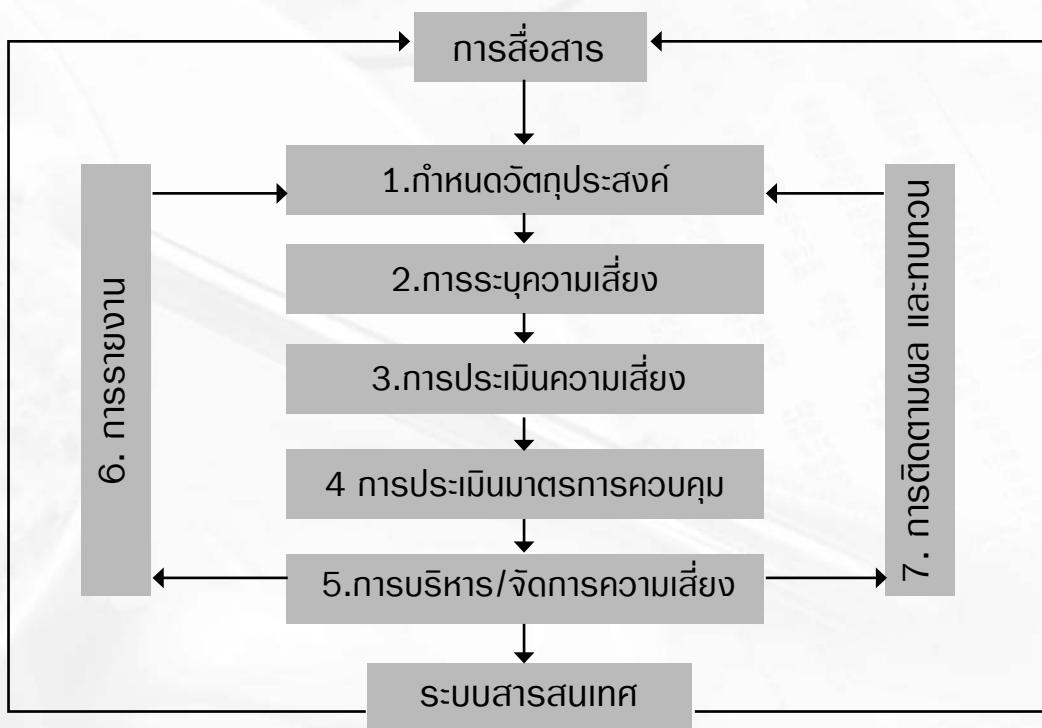 การสื่อสาร
1.กำหนดวัตถุประสงค์
2.การระบุความเสี่ยง
3.การประเมินความเสี่ยง
4 การประเมินมาตรการควบคุม
5.การบริหาร/จัดการความเสี่ยง
6. การรายงาน
7. การติดตามผล และทบทวน
ระบบสารสนเทศ